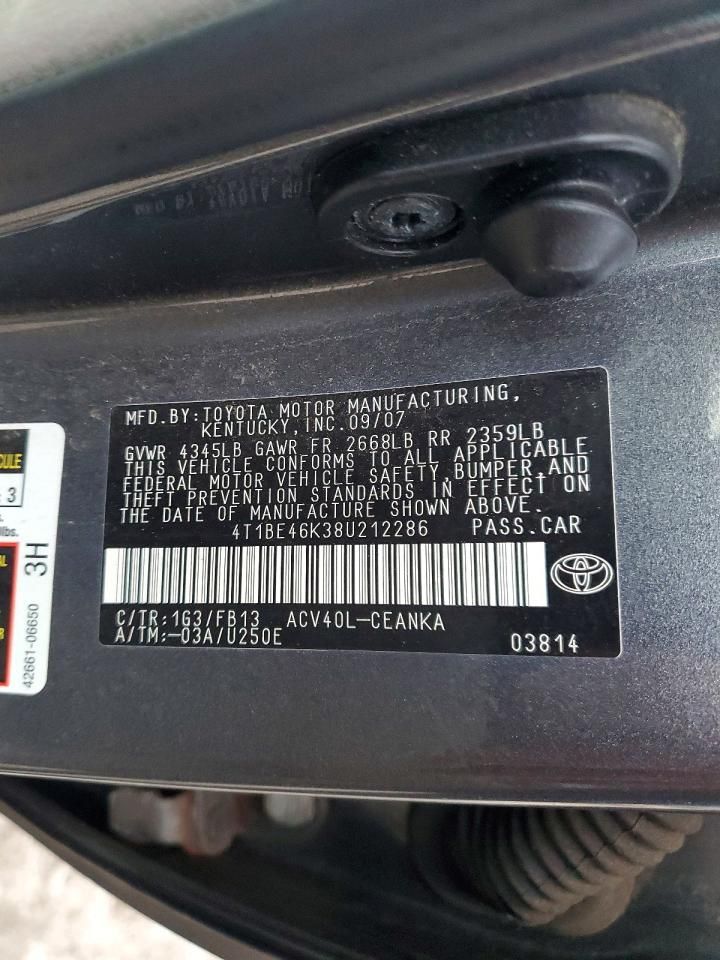 MFD.BY:TOYOTA MOTOR MANUFACTURING,
KENTUCKY, INC.09/07
GVWR 4345LB GAWR FR 2668LB RR 2359LB
THIS VEHICLE CONFORMS TO ALL APPLICABLE
FEDERAL MOTOR VEHICLE SAFETY,BUMPER,AND
THEFT PREVENTION STANDARDS IN EFFECT ON
THE DATE OF MANUFACTURE SHOWN ABOVE.
4T1BE46K38U212286 PASS.CAR
C/TR:1G3/FB13 ACV40L-CEANKA
A/TM:-03A/U250E
03814
3
3H
42661-06650